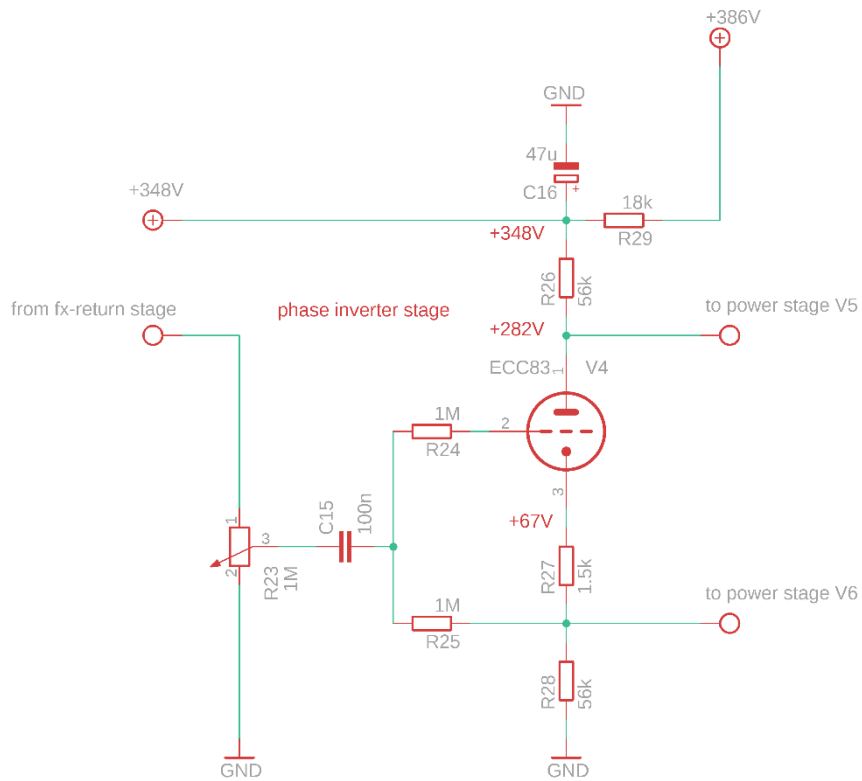 +386V
GND
47u
C16
+
+348V
18k
R29
+348V
R26
56k
from fx-return stage
phase inverter stage
+282V
to power stage V5
ECC83
1
V4
1M
2
R24
3
+67V
C15
100n
1
3
2
R23
1M
R27
1.5k
1M
R25
to power stage V6
R28
56k
GND
GND